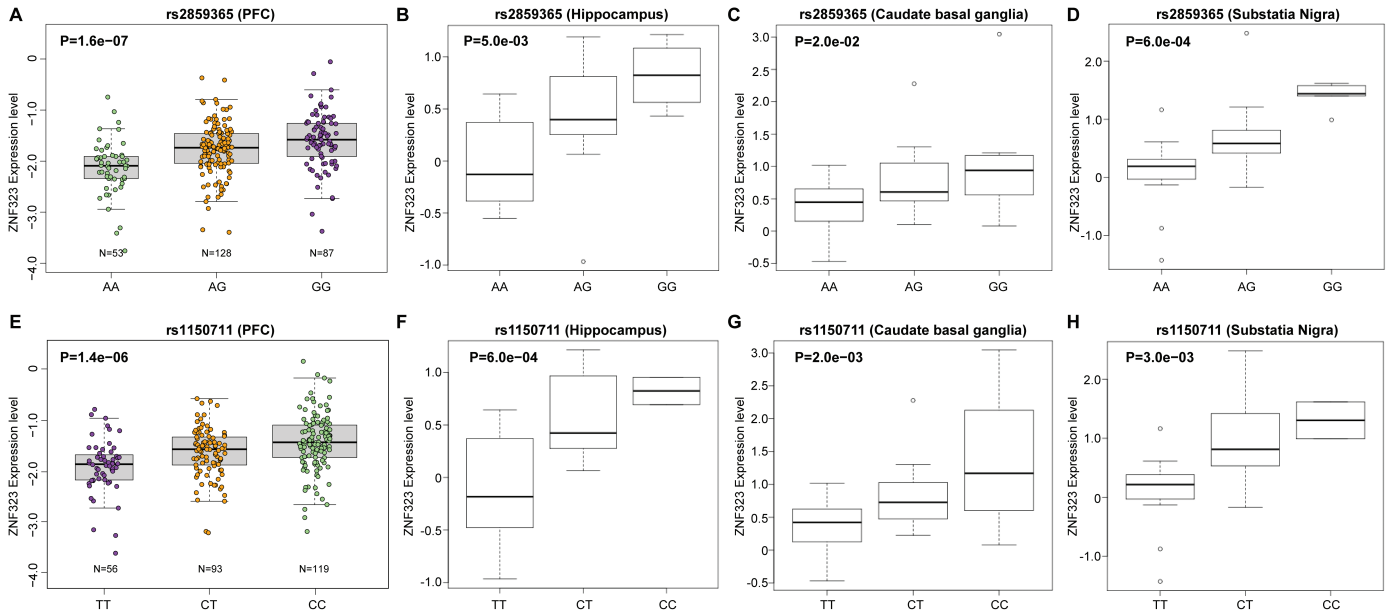 A
rs2859365 (PFC)
P=1.6e−07
ZNF323 Expression level
0
−1.0
−2.0
−3.0
−4.0
N=53
N=128
N=87
AA
AG
GG
B
rs2859365 (Hippocampus)
P=5.0e-03
ZNF323 Expression level
1.0
0.5
0
-0.5
-1.0
AA
AG
GG
C
rs2859365 (Caudate basal ganglia)
P=2.0e-02
ZNF323 Expression level
3.0
2.5
2.0
1.5
1.0
0.5
0
-0.5
AA
AG
GG
D
rs2859365 (Substatia Nigra)
P=6.0e-04
ZNF323 Expression level
2.0
1.0
0
-1.0
AA
AG
GG
E
rs1150711 (PFC)
P=1.4e−06
ZNF323 Expression level
0
−1.0
−2.0
−3.0
−4.0
N=56
N=93
N=119
TT
CT
CC
F
rs1150711 (Hippocampus)
P=6.0e−04
ZNF323 Expression level
1.0
0.5
0
-0.5
-1.0
TT
CT
CC
G
rs1150711 (Caudate basal ganglia)
P=2.0e−03
ZNF323 Expression level
3.0
2.5
2.0
1.5
1.0
0.5
0
-0.5
TT
CT
CC
H
rs1150711 (Substatia Nigra)
P=3.0e−03
ZNF323 Expression level
2.0
1.0
0
-1.0
TT
CT
CC